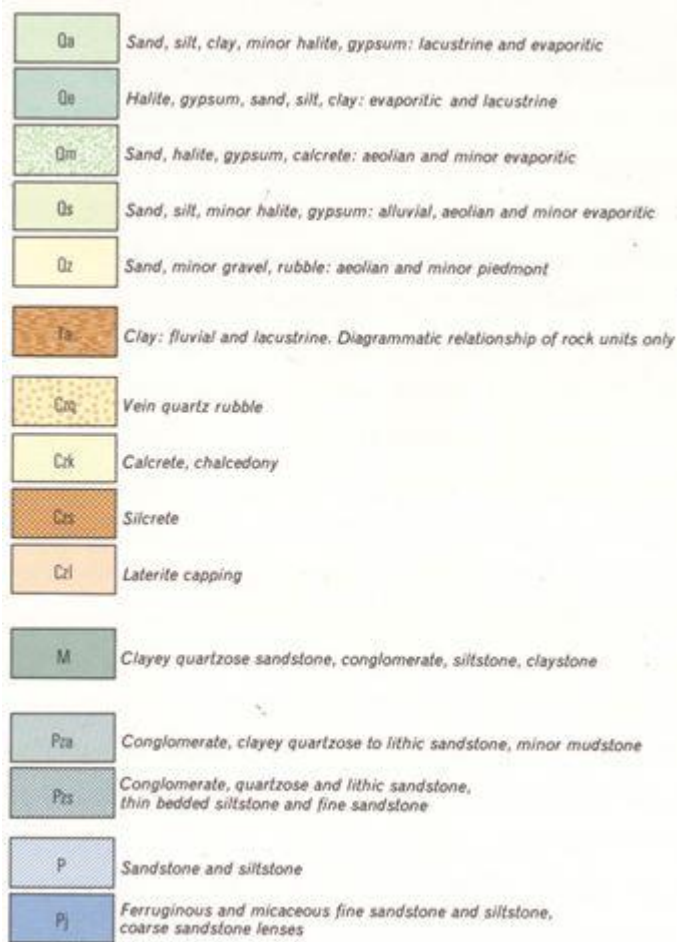 Qa
Sand, silt, clay, minor halite, gypsum: lacustrine and evaporitic
Qe
Halite, gypsum, sand, silt, clay: evaporitic and lacustrine
Qm
Sand, halite, gypsum, calcrete: aeolian and minor evaporitic
Qs
Sand, silt, minor halite, gypsum: alluvial, aeolian and minor evaporitic
Qz
Sand, minor gravel, rubble: aeolian and minor piedmont
Ta
Clay: fluvial and lacustrine. Diagrammatic relationship of rock units only
Czq
Vein quartz rubble
Czk
Calcrete, chalcedony
Czs
Silcrete
Czl
Laterite capping
M
Clayey quartzose sandstone, conglomerate, siltstone, claystone
Pza
Conglomerate, clayey quartzose to lithic sandstone, minor mudstone
Pzs
Conglomerate, quartzose and lithic sandstone,
thin bedded siltstone and fine sandstone
P
Sandstone and siltstone
Pj
Ferruginous and micaceous fine sandstone and siltstone,
coarse sandstone lenses